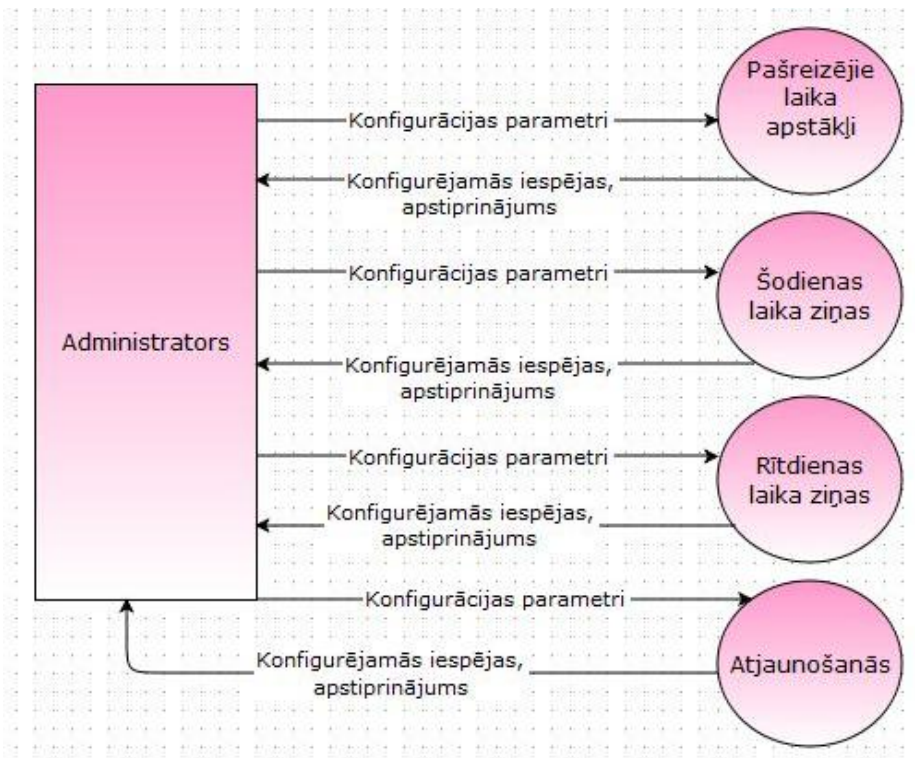 Pašreizējie
laika
apstākļi
Konfigurācijas parametri
Konfigurējamās iespējas,
apstiprinājums
Konfigurācijas parametri
Šodienas
laika ziņas
Administrators
Konfigurējamās iespējas,
apstiprinājums
Konfigurācijas parametri
Rītdienas
laika ziņas
Konfigurējamās iespējas,
apstiprinājums
Konfigurācijas parametri
Konfigurējamās iespējas,
apstiprinājums
Atjaunošanās